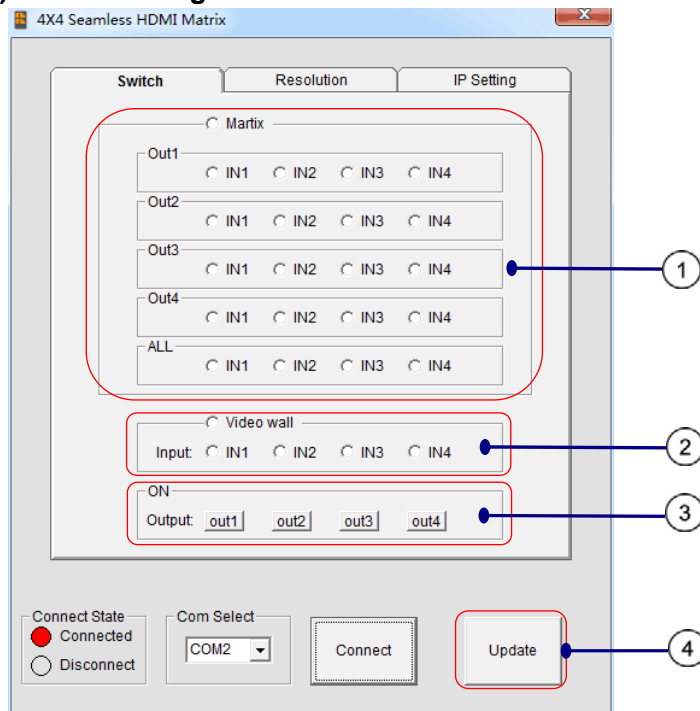 4X4 Seamless HDMI Matrix
Switch Resolution IP Setting
Martix
Out1
IN1 IN2 IN3 IN4
Out2
IN1 IN2 IN3 IN4
Out3
IN1 IN2 IN3 IN4
1
Out4
IN1 IN2 IN3 IN4
ALL
IN1 IN2 IN3 IN4
Video wall
Input: IN1 IN2 IN3 IN4
2
ON
Output: out1 out2 out3 out4
3
Connect State Com Select
Connected
COM2 Connect Update 4
Disconnect